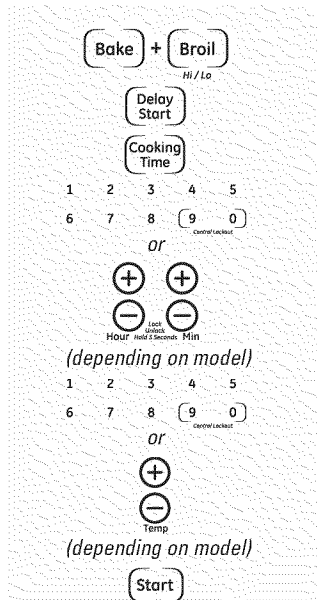 Bake + Broil
Hi / Lo
Delay
Start
Cooking
Time
1 2 3 4 5
6 7 8 9 0
Control Lockout
or
+ +
− −
Hour Lock Unlock Hold 3 Seconds Min
(depending on model)
1 2 3 4 5
6 7 8 9 0
Control Lockout
or
+
−
Temp
(depending on model)
Start